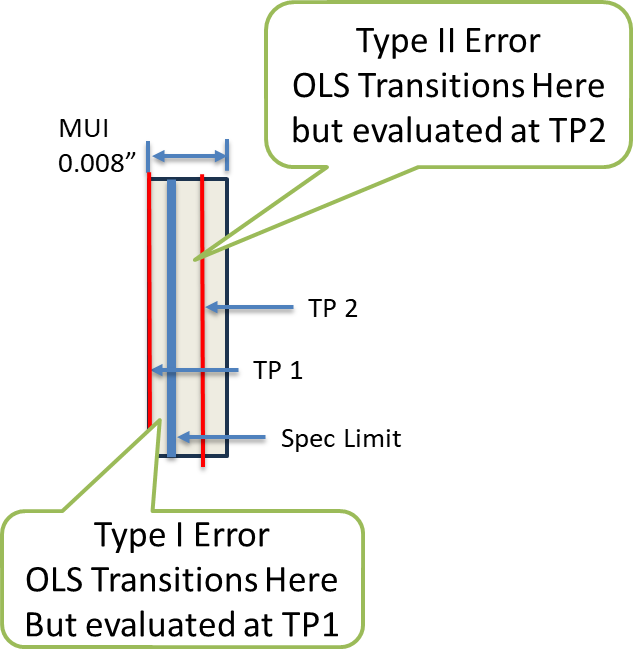 Type II Error
OLS Transitions Here
but evaluated at TP2
MUI
0.008”
TP 2
TP 1
Spec Limit
Type I Error
OLS Transitions Here
But evaluated at TP1